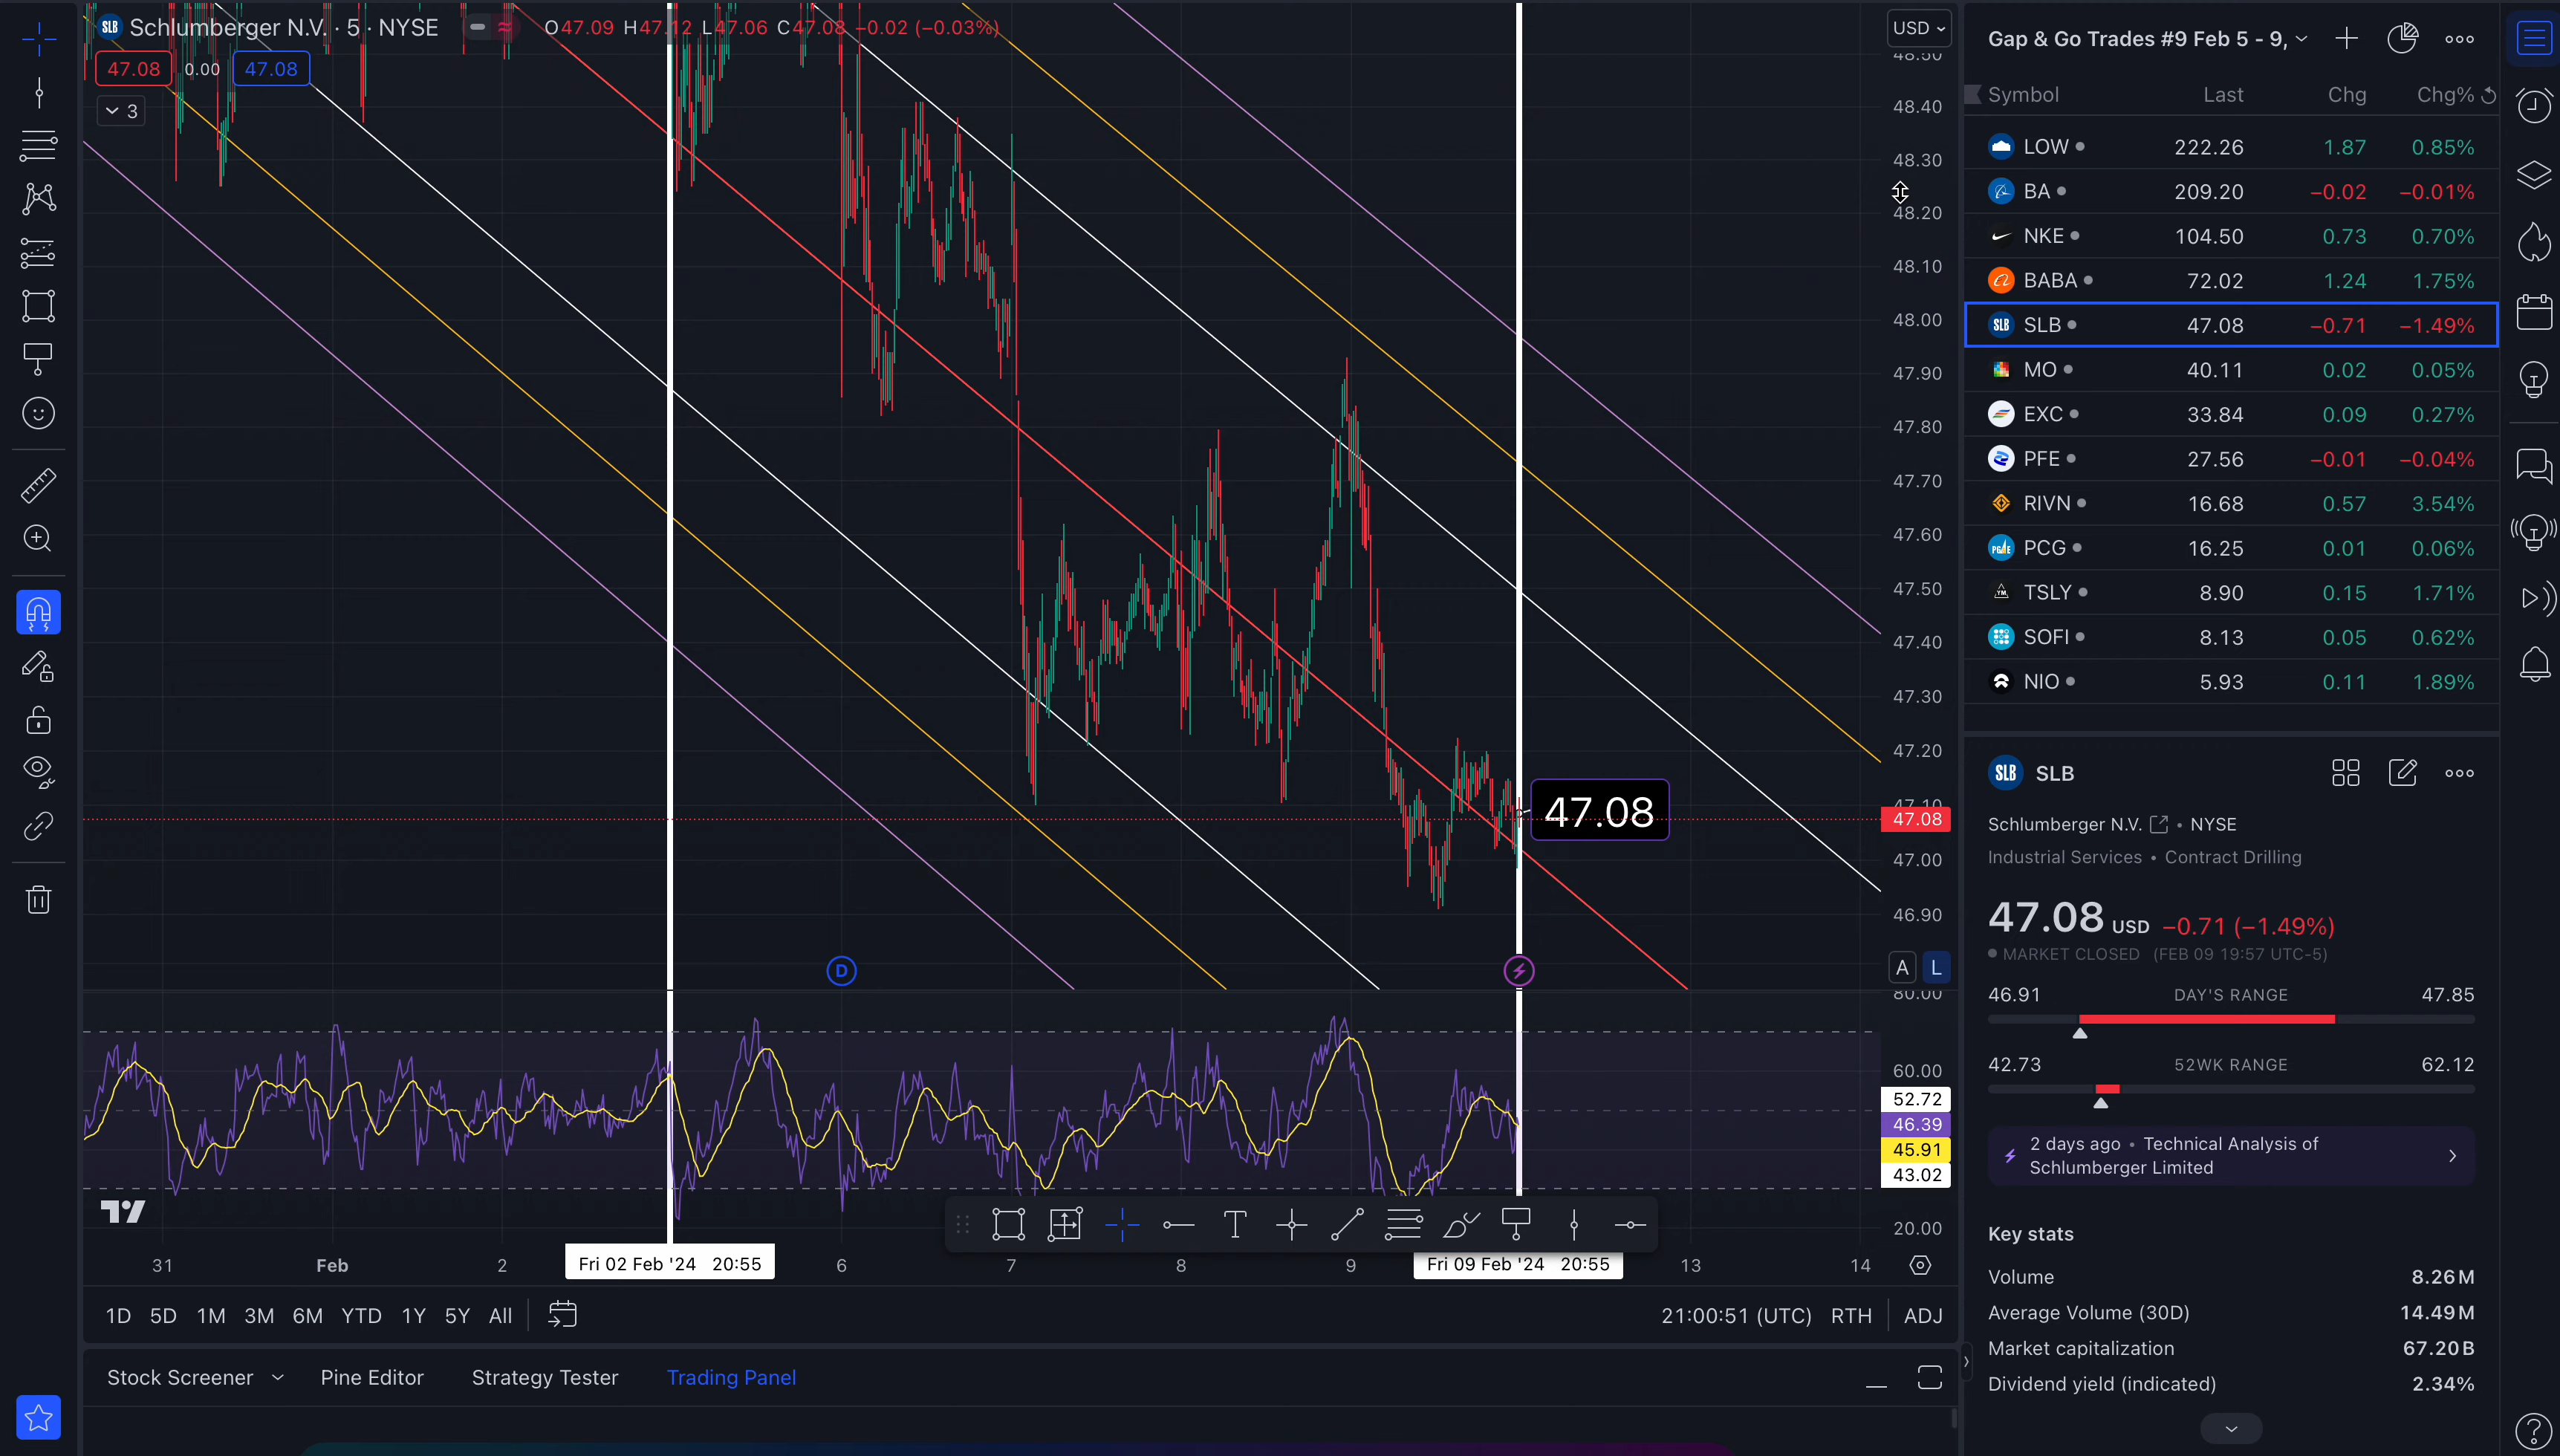 SLB Schlumberger N.V. · 5 · NYSE O47.09 H47.12 L47.06 C47.08 −0.02 (−0.03%)
47.08 0.00 47.08
3
USD
48.50
48.40
48.30
48.20
48.10
48.00
47.90
47.80
47.70
47.60
47.50
47.40
47.30
47.20
47.10
47.08
47.08
47.00
46.90
D
A L
80.00
60.00
52.72
46.39
45.91
43.02
20.00
T
31 Feb 2 Fri 02 Feb '24 20:55 6 7 8 9 Fri 09 Feb '24 20:55 13 14
1D 5D 1M 3M 6M YTD 1Y 5Y All 21:00:51 (UTC) RTH ADJ
Stock Screener Pine Editor Strategy Tester Trading Panel
Gap & Go Trades #9 Feb 5 - 9,
Symbol Last Chg Chg%
LOW 222.26 1.87 0.85%
BA 209.20 −0.02 −0.01%
NKE 104.50 0.73 0.70%
BABA 72.02 1.24 1.75%
SLB SLB 47.08 −0.71 −1.49%
MO 40.11 0.02 0.05%
EXC 33.84 0.09 0.27%
PFE 27.56 −0.01 −0.04%
RIVN 16.68 0.57 3.54%
PG&E PCG 16.25 0.01 0.06%
YM TSLY 8.90 0.15 1.71%
SOFI 8.13 0.05 0.62%
NIO 5.93 0.11 1.89%
SLB SLB
Schlumberger N.V. • NYSE
Industrial Services • Contract Drilling
47.08 USD −0.71 (−1.49%)
MARKET CLOSED (FEB 09 19:57 UTC-5)
46.91 DAY'S RANGE 47.85
42.73 52WK RANGE 62.12
2 days ago • Technical Analysis of
Schlumberger Limited
Key stats
Volume 8.26M
Average Volume (30D) 14.49M
Market capitalization 67.20B
Dividend yield (indicated) 2.34%